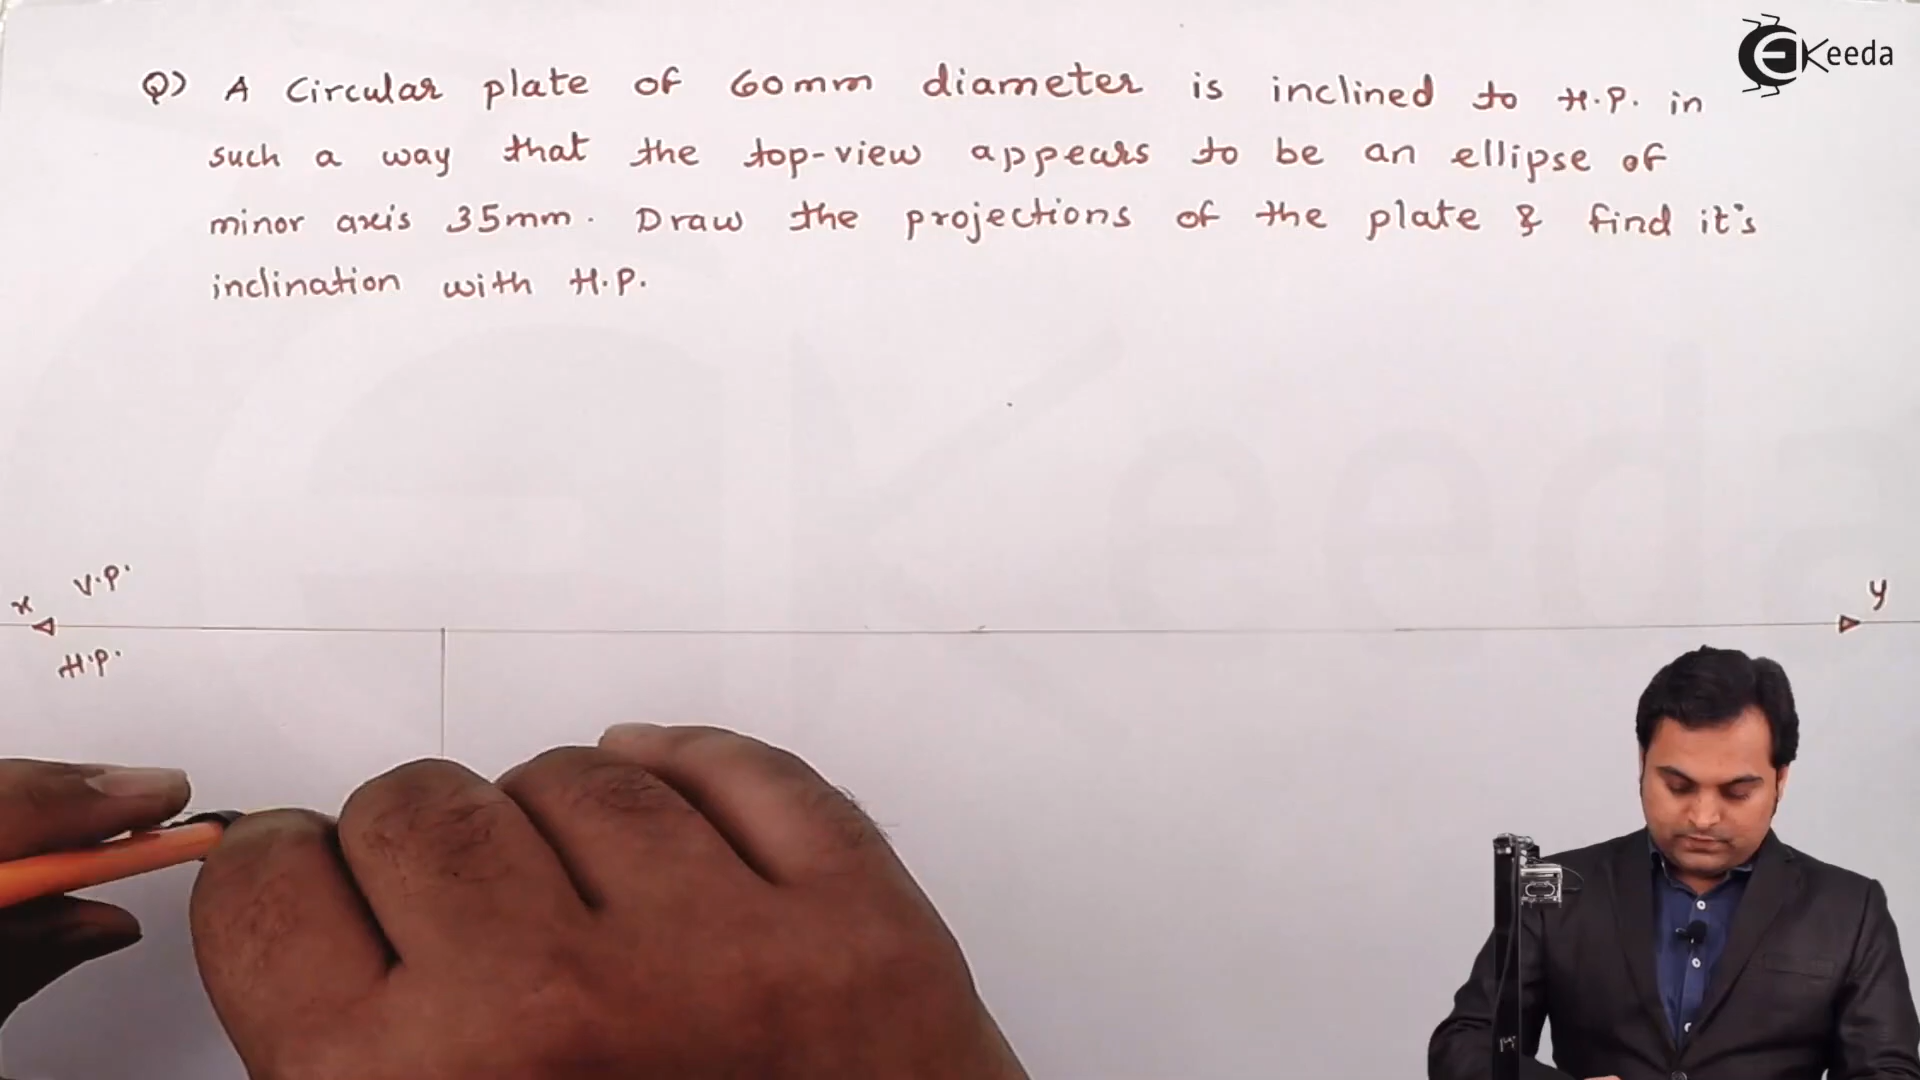 Keeda
Q) A Circular plate of 60mm diameter is inclined to H.P. in
such a way that the top-view appears to be an ellipse of
minor axis 35mm. Draw the projections of the plate & find it's
inclination with H.P.
V.P.
x
y
H.P.